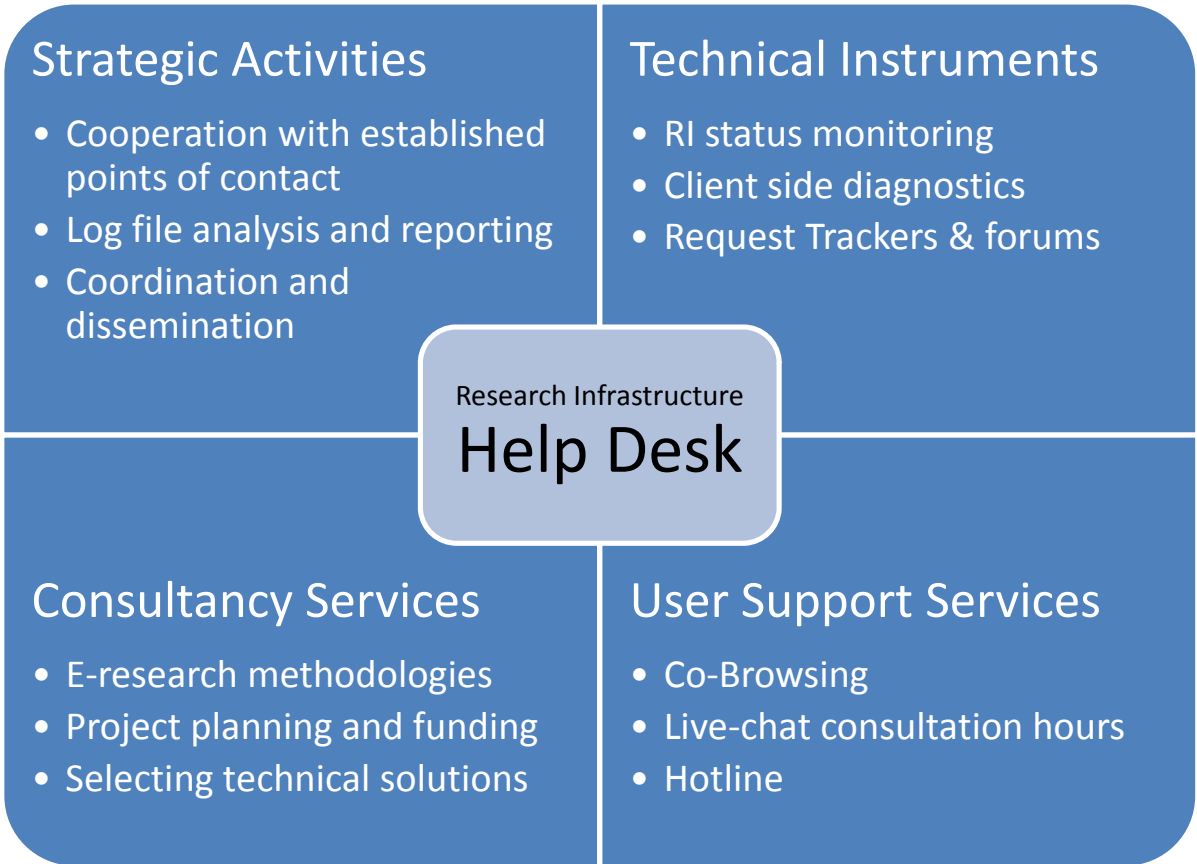 Strategic Activities
• Cooperation with established
points of contact
• Log file analysis and reporting
• Coordination and
dissemination
Technical Instruments
• RI status monitoring
• Client side diagnostics
• Request Trackers & forums
Research Infrastructure
Help Desk
Consultancy Services
• E-research methodologies
• Project planning and funding
• Selecting technical solutions
User Support Services
• Co-Browsing
• Live-chat consultation hours
• Hotline